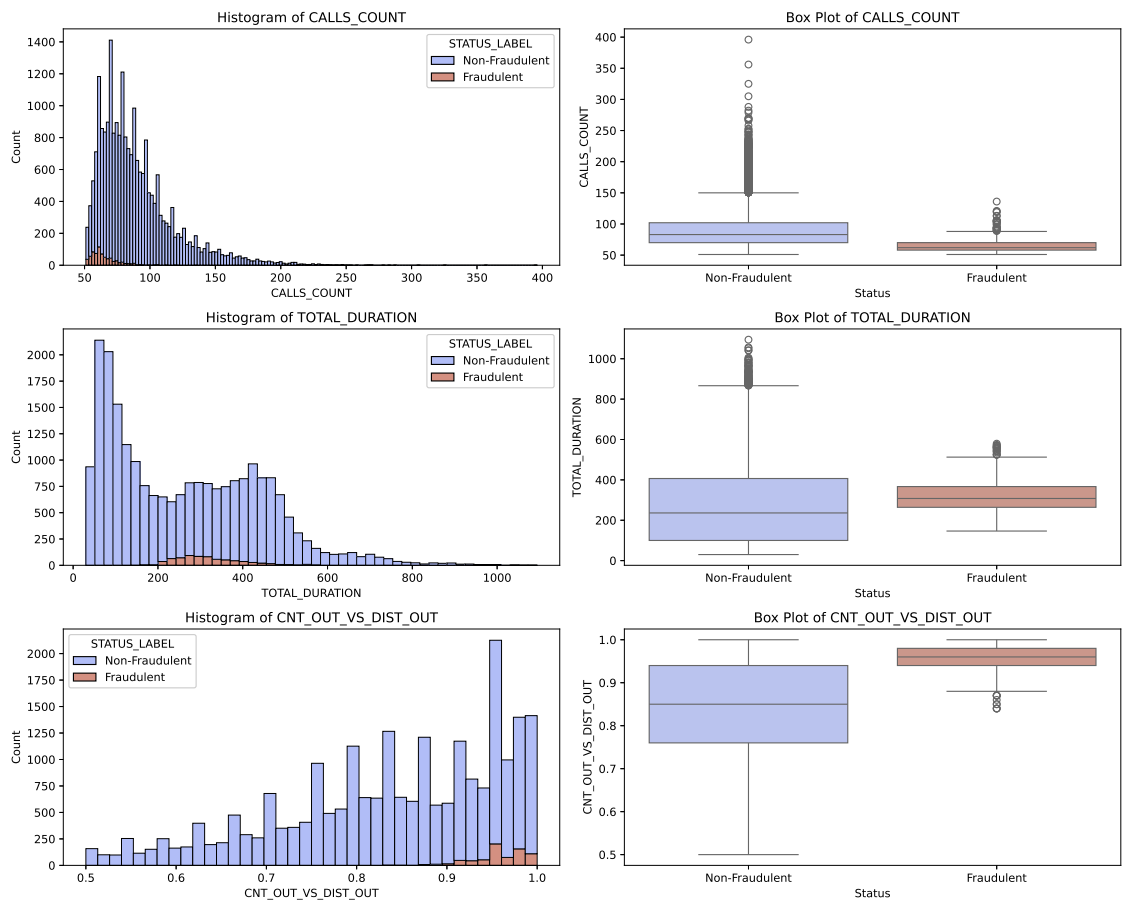 Histogram of CALLS_COUNT
1400
1200
1000
800
600
400
200
0
Count
50 100 150 200 250 300 350 400
CALLS_COUNT
STATUS_LABEL
Non-Fraudulent
Fraudulent
Box Plot of CALLS_COUNT
400
350
300
250
200
150
100
50
CALLS_COUNT
Non-Fraudulent Fraudulent
Status
Histogram of TOTAL_DURATION
2000
1750
1500
1250
1000
750
500
250
0
Count
0 200 400 600 800 1000
TOTAL_DURATION
STATUS_LABEL
Non-Fraudulent
Fraudulent
Box Plot of TOTAL_DURATION
1000
800
600
400
200
0
TOTAL_DURATION
Non-Fraudulent Fraudulent
Status
Histogram of CNT_OUT_VS_DIST_OUT
2000
1750
1500
1250
1000
750
500
250
0
Count
0.5 0.6 0.7 0.8 0.9 1.0
CNT_OUT_VS_DIST_OUT
STATUS_LABEL
Non-Fraudulent
Fraudulent
Box Plot of CNT_OUT_VS_DIST_OUT
1.0
0.9
0.8
0.7
0.6
0.5
CNT_OUT_VS_DIST_OUT
Non-Fraudulent Fraudulent
Status